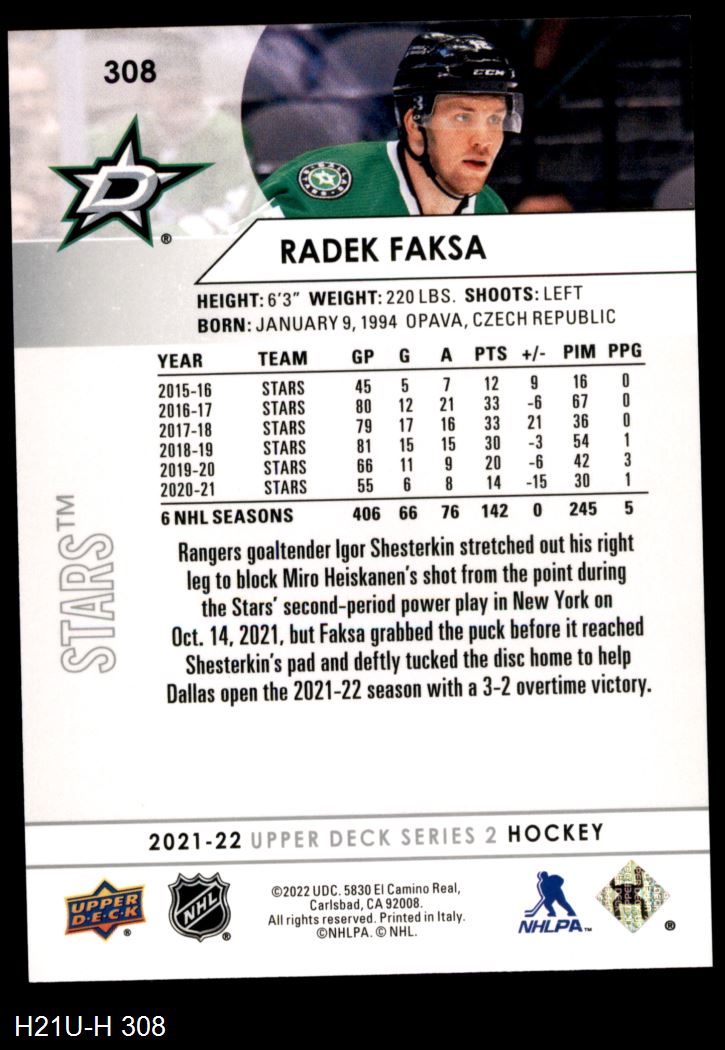 308
CCM
DALLAS
STARS
D
®
RADEK FAKSA
HEIGHT: 6'3" WEIGHT: 220 LBS. SHOOTS: LEFT
BORN: JANUARY 9, 1994 OPAVA, CZECH REPUBLIC
YEAR TEAM GP G A PTS +/- PIM PPG
2015-16 STARS 45 5 7 12 9 16 0
2016-17 STARS 80 12 21 33 -6 67 0
2017-18 STARS 79 17 16 33 21 36 0
2018-19 STARS 81 15 15 30 -3 54 1
2019-20 STARS 66 11 9 20 -6 42 3
2020-21 STARS 55 6 8 14 -15 30 1
6 NHL SEASONS 406 66 76 142 0 245 5
STARS™
Rangers goaltender Igor Shesterkin stretched out his right
leg to block Miro Heiskanen's shot from the point during
the Stars' second-period power play in New York on
Oct. 14, 2021, but Faksa grabbed the puck before it reached
Shesterkin's pad and deftly tucked the disc home to help
Dallas open the 2021-22 season with a 3-2 overtime victory.
2021-22 UPPER DECK SERIES 2 HOCKEY
UPPER
D·E·C·K
®
NHL
®
©2022 UDC. 5830 El Camino Real,
Carlsbad, CA 92008.
All rights reserved. Printed in Italy.
©NHLPA. © NHL.
NHLPA™
®
H21U-H 308